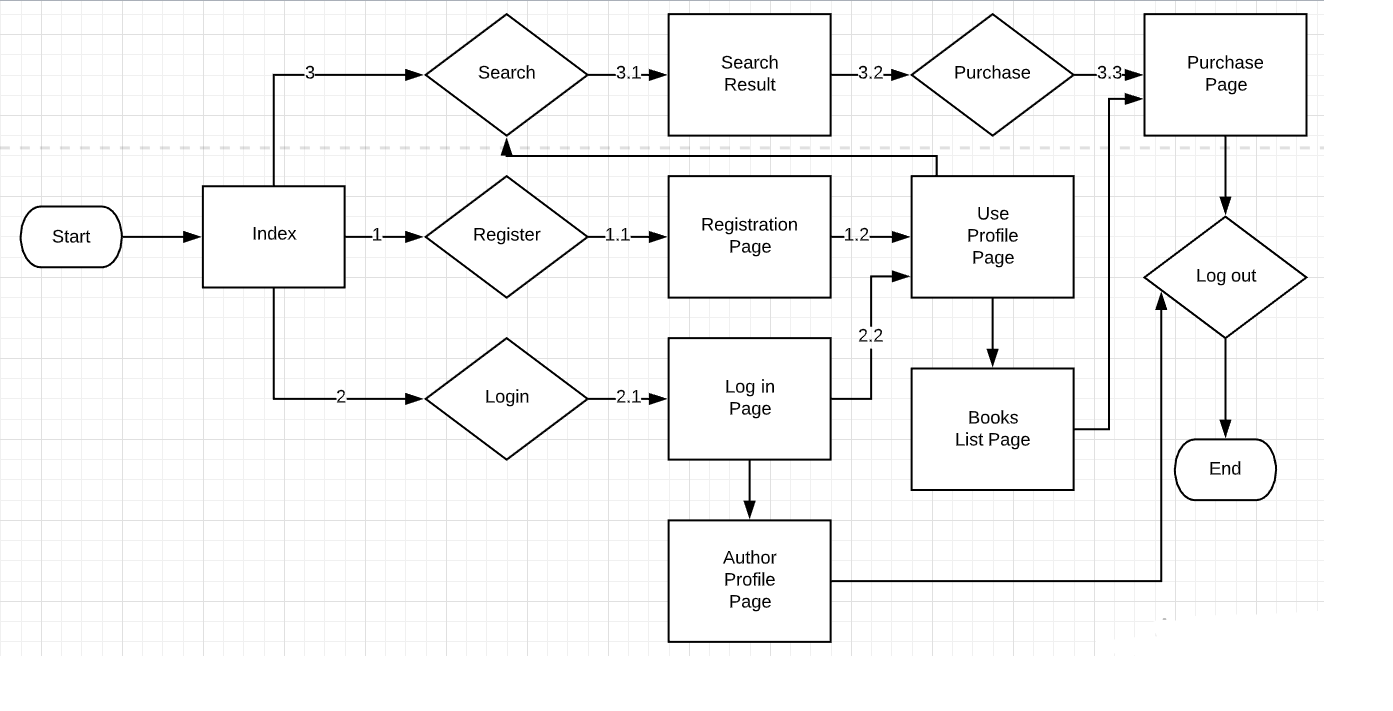 3
Search
3.1
Search
Result
3.2
Purchase
3.3
Purchase
Page
Start
Index
1
Register
1.1
Registration
Page
1.2
Use
Profile
Page
Log out
2
Login
2.1
Log in
Page
2.2
Books
List Page
End
Author
Profile
Page